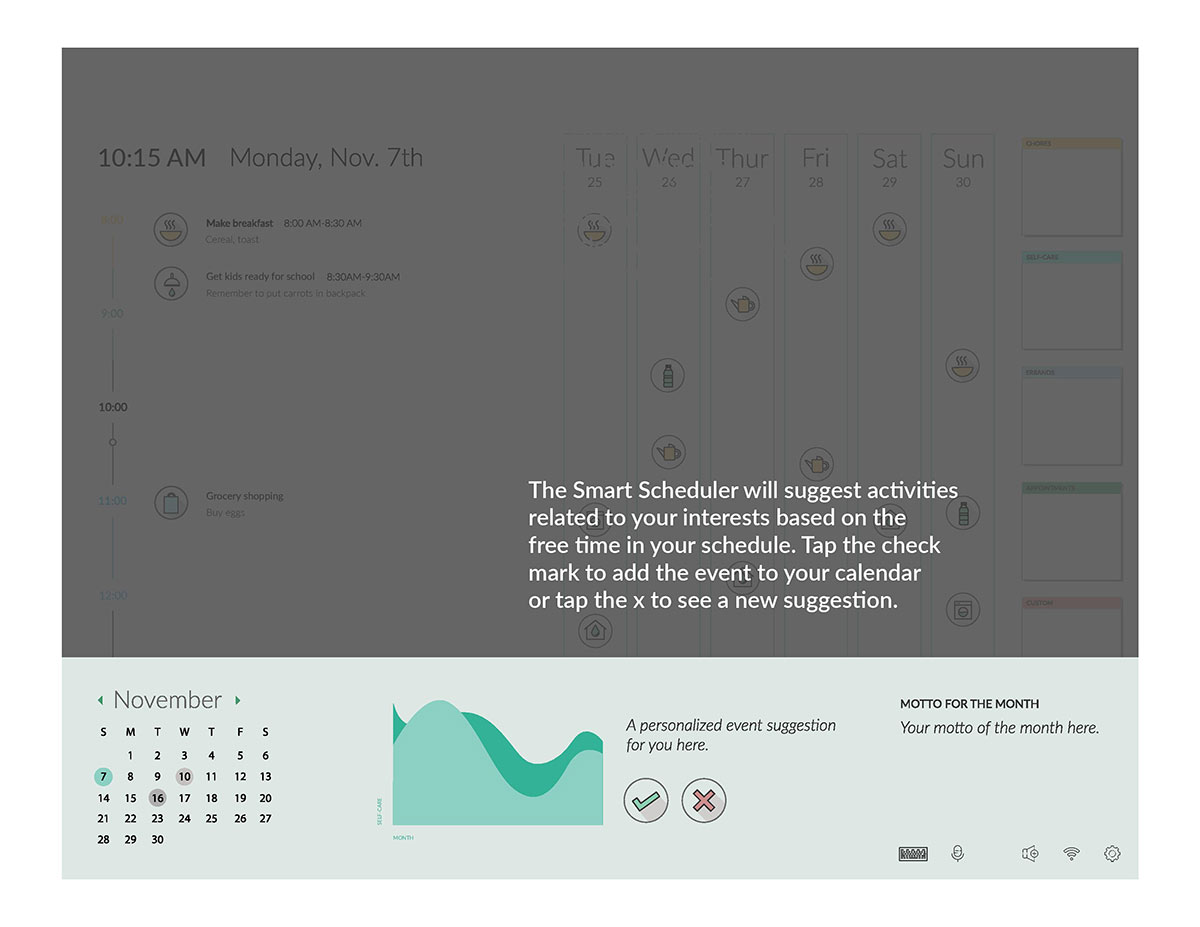 10:15 AM Monday, Nov. 7th
Tue Wed Thur Fri Sat Sun
25 26 27 28 29 30
CHORES
8:00
Make breakfast 8:00 AM-8:30 AM
Cereal, toast
SELF-CARE
Get kids ready for school 8:30AM-9:30AM
Remember to put carrots in backpack
9:00
ERRANDS
10:00
APPOINTMENTS
11:00
Grocery shopping
Buy eggs
12:00
CUSTOM
The Smart Scheduler will suggest activities
related to your interests based on the
free time in your schedule. Tap the check
mark to add the event to your calendar
or tap the x to see a new suggestion.
November
S M T W T F S
1 2 3 4 5 6
7 8 9 10 11 12 13
14 15 16 17 18 19 20
21 22 23 24 25 26 27
28 29 30
SELF-CARE
MONTH
A personalized event suggestion
for you here.
MOTTO FOR THE MONTH
Your motto of the month here.